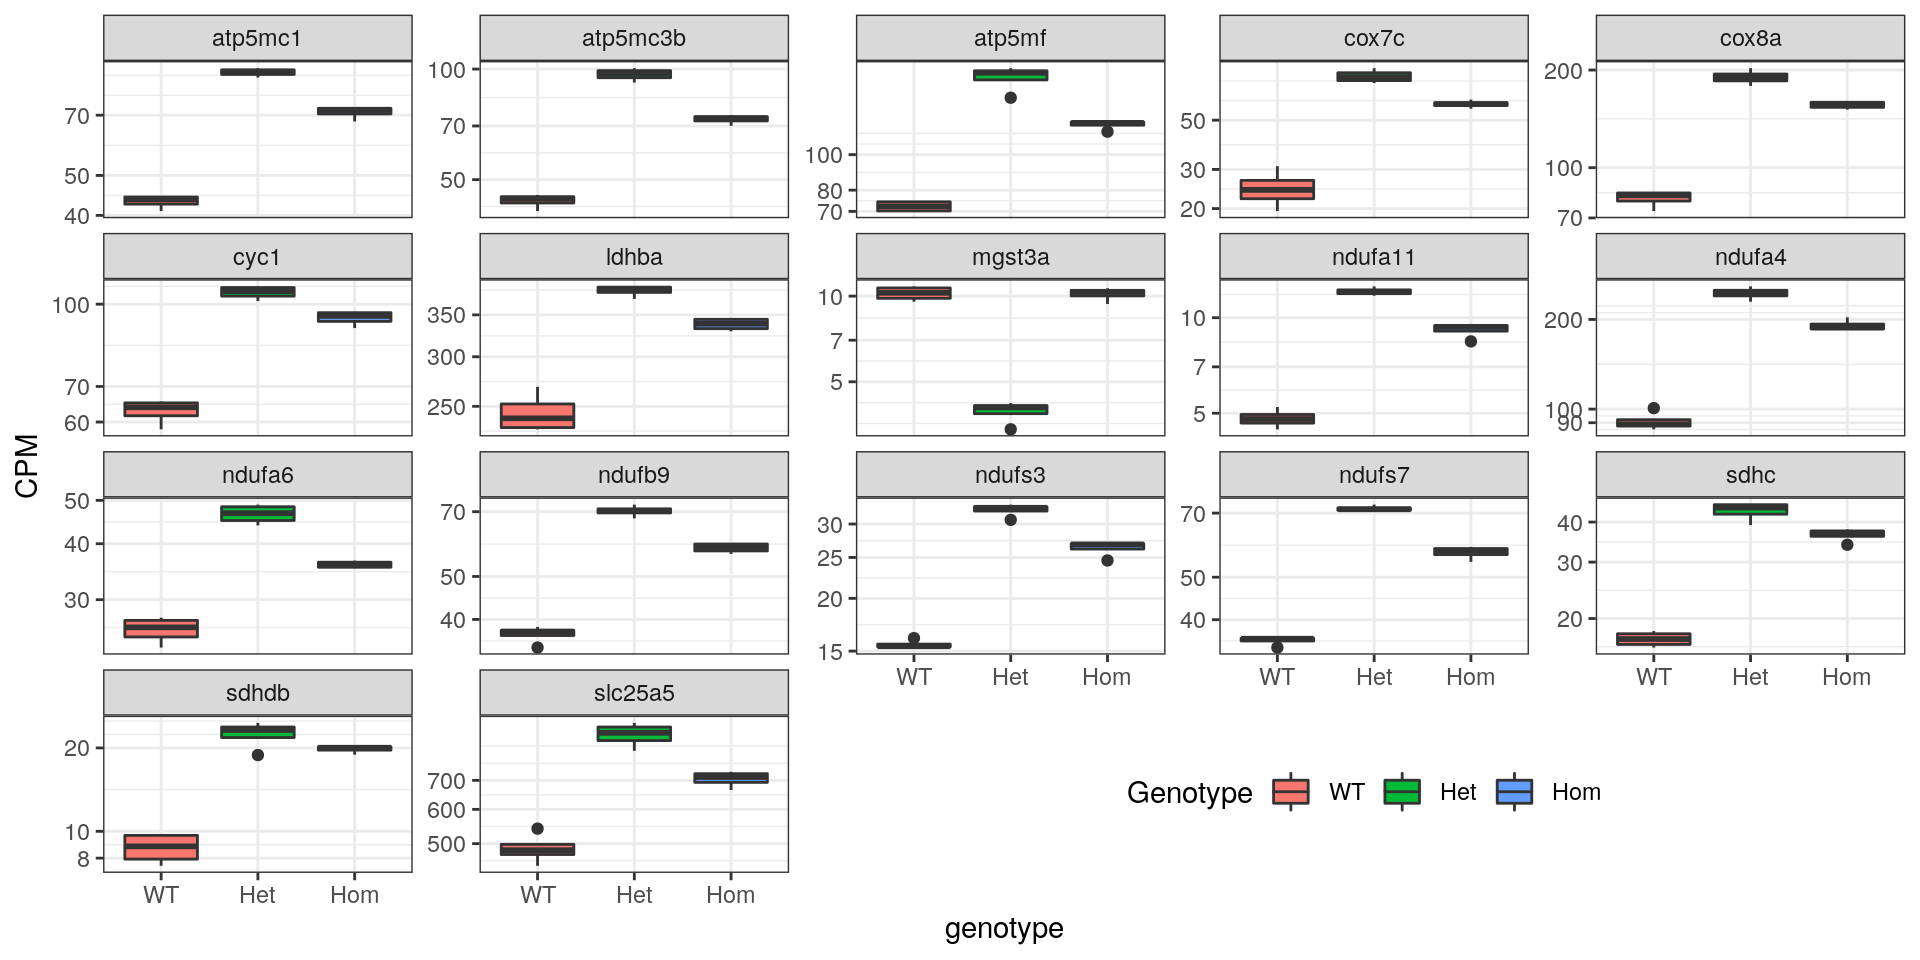 atp5mc1 atp5mc3b atp5mf cox7c cox8a
70 50 40
100 70 50
100 80 70
50 30 20
200 100 70
cyc1 ldhba mgst3a ndufa11 ndufa4
100 70 60
350 300 250
10 7 5
10 7 5
200 100 90
ndufa6 ndufb9 ndufs3 ndufs7 sdhc
50 40 30
70 50 40
30 25 20 15
70 50 40
40 30 20
WT Het Hom WT Het Hom WT Het Hom
sdhdb slc25a5
20 10 8
700 600 500
WT Het Hom WT Het Hom
CPM
genotype
Genotype WT Het Hom